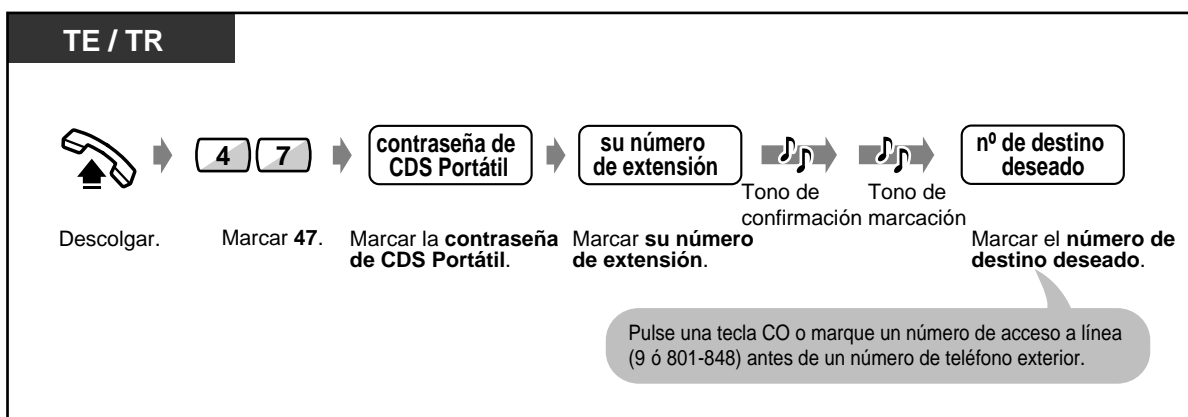 TE / TR
4 7
contraseña de
CDS Portátil
su número
de extensión
nº de destino
deseado
Tono de
confirmación
Tono de
marcación
Descolgar.
Marcar 47.
Marcar la contraseña
de CDS Portátil.
Marcar su número
de extensión.
Marcar el número de
destino deseado.
Pulse una tecla CO o marque un número de acceso a línea
(9 ó 801-848) antes de un número de teléfono exterior.